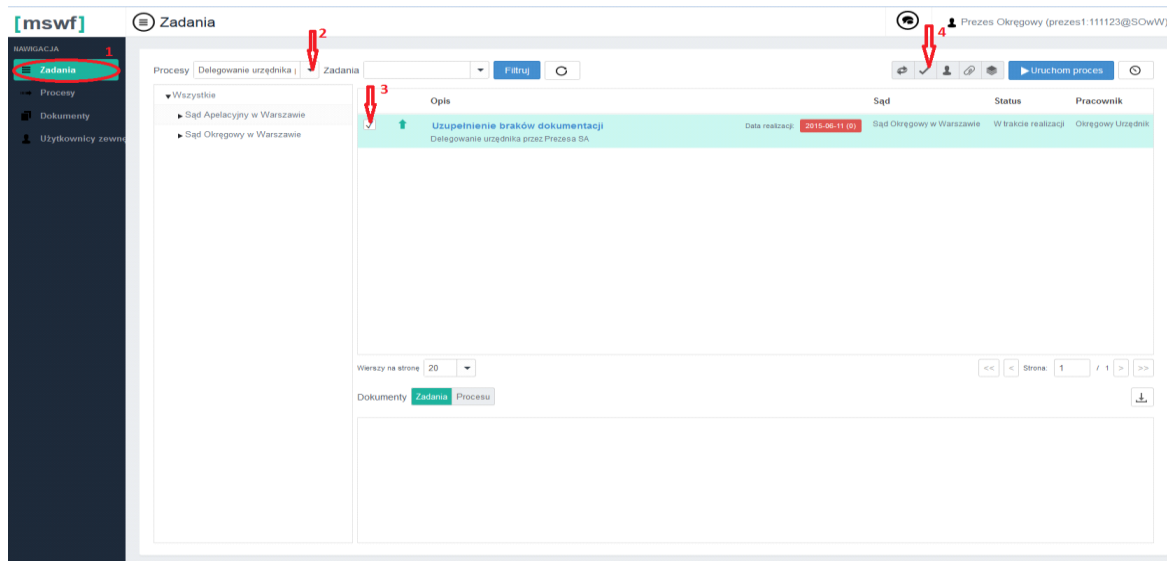 [mswf]
Zadania
Prezes Okręgowy (prezes1:111123@SOwW)
NAWIGACJA
1
2
3
4
Zadania
Procesy
Dokumenty
Użytkownicy zewnę
Procesy Delegowanie urzędnika p Zadania Filtruj Uruchom proces
Wszystkie
Sąd Apelacyjny w Warszawie
Sąd Okręgowy w Warszawie
Opis Sąd Status Pracownik
Uzupełnienie braków dokumentacji Data realizacji: 2015-06-11 (0) Sąd Okręgowy w Warszawie W trakcie realizacji Okręgowy Urzędnik
Delegowanie urzędnika przez Prezesa SA
Wierszy na stronę 20 << < Strona: 1 / 1 > >>
Dokumenty Zadania Procesu